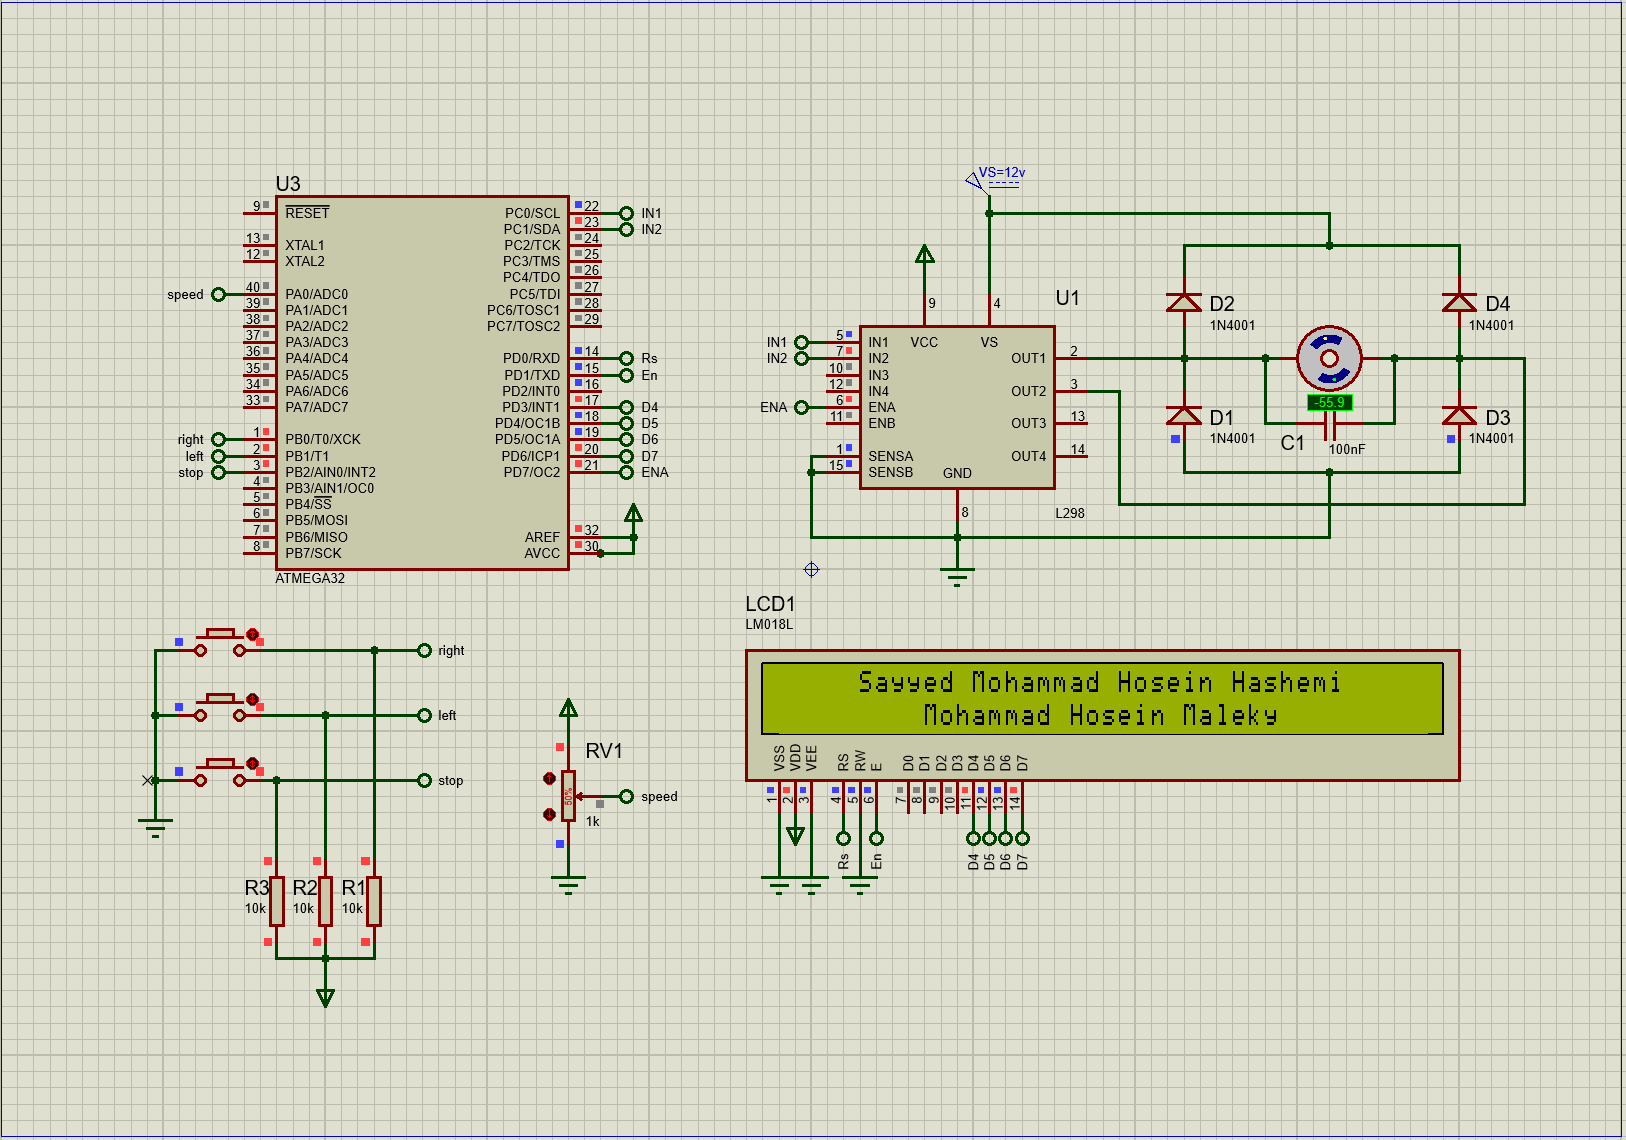 U3
9 RESET PC0/SCL 22 IN1
PC1/SDA 23 IN2
13 XTAL1 PC2/TCK 24
12 XTAL2 PC3/TMS 25
PC4/TDO 26
speed 40 PA0/ADC0 PC5/TDI 27
39 PA1/ADC1 PC6/TOSC1 28
38 PA2/ADC2 PC7/TOSC2 29
37 PA3/ADC3
36 PA4/ADC4 PD0/RXD 14 Rs
35 PA5/ADC5 PD1/TXD 15 En
34 PA6/ADC6 PD2/INT0 16
33 PA7/ADC7 PD3/INT1 17 D4
PD4/OC1B 18 D5
right 1 PB0/T0/XCK PD5/OC1A 19 D6
left 2 PB1/T1 PD6/ICP1 20 D7
stop 3 PB2/AIN0/INT2 PD7/OC2 21 ENA
4 PB3/AIN1/OC0
5 PB4/SS
6 PB5/MOSI
7 PB6/MISO AREF 32
8 PB7/SCK AVCC 30
ATMEGA32
VS=12v
9 4 U1
IN1 5 IN1 VCC VS
IN2 7 IN2 OUT1 2
10 IN3
12 IN4 OUT2 3
ENA 6 ENA
11 ENB OUT3 13
1 SENSA OUT4 14
15 SENSB GND
8 L298
D2
1N4001
D4
1N4001
-55.9
D1
1N4001
D3
1N4001
C1
100nF
right
left
stop
R3 R2 R1
10k 10k 10k
RV1
50%
speed
1k
LCD1
LM018L
Sayyed Mohammad Hosein Hashemi
Mohammad Hosein Maleky
VSS VDD VEE RS RW E D0 D1 D2 D3 D4 D5 D6 D7
1 2 3 4 5 6 7 8 9 10 11 12 13 14
Rs En D4 D5 D6 D7